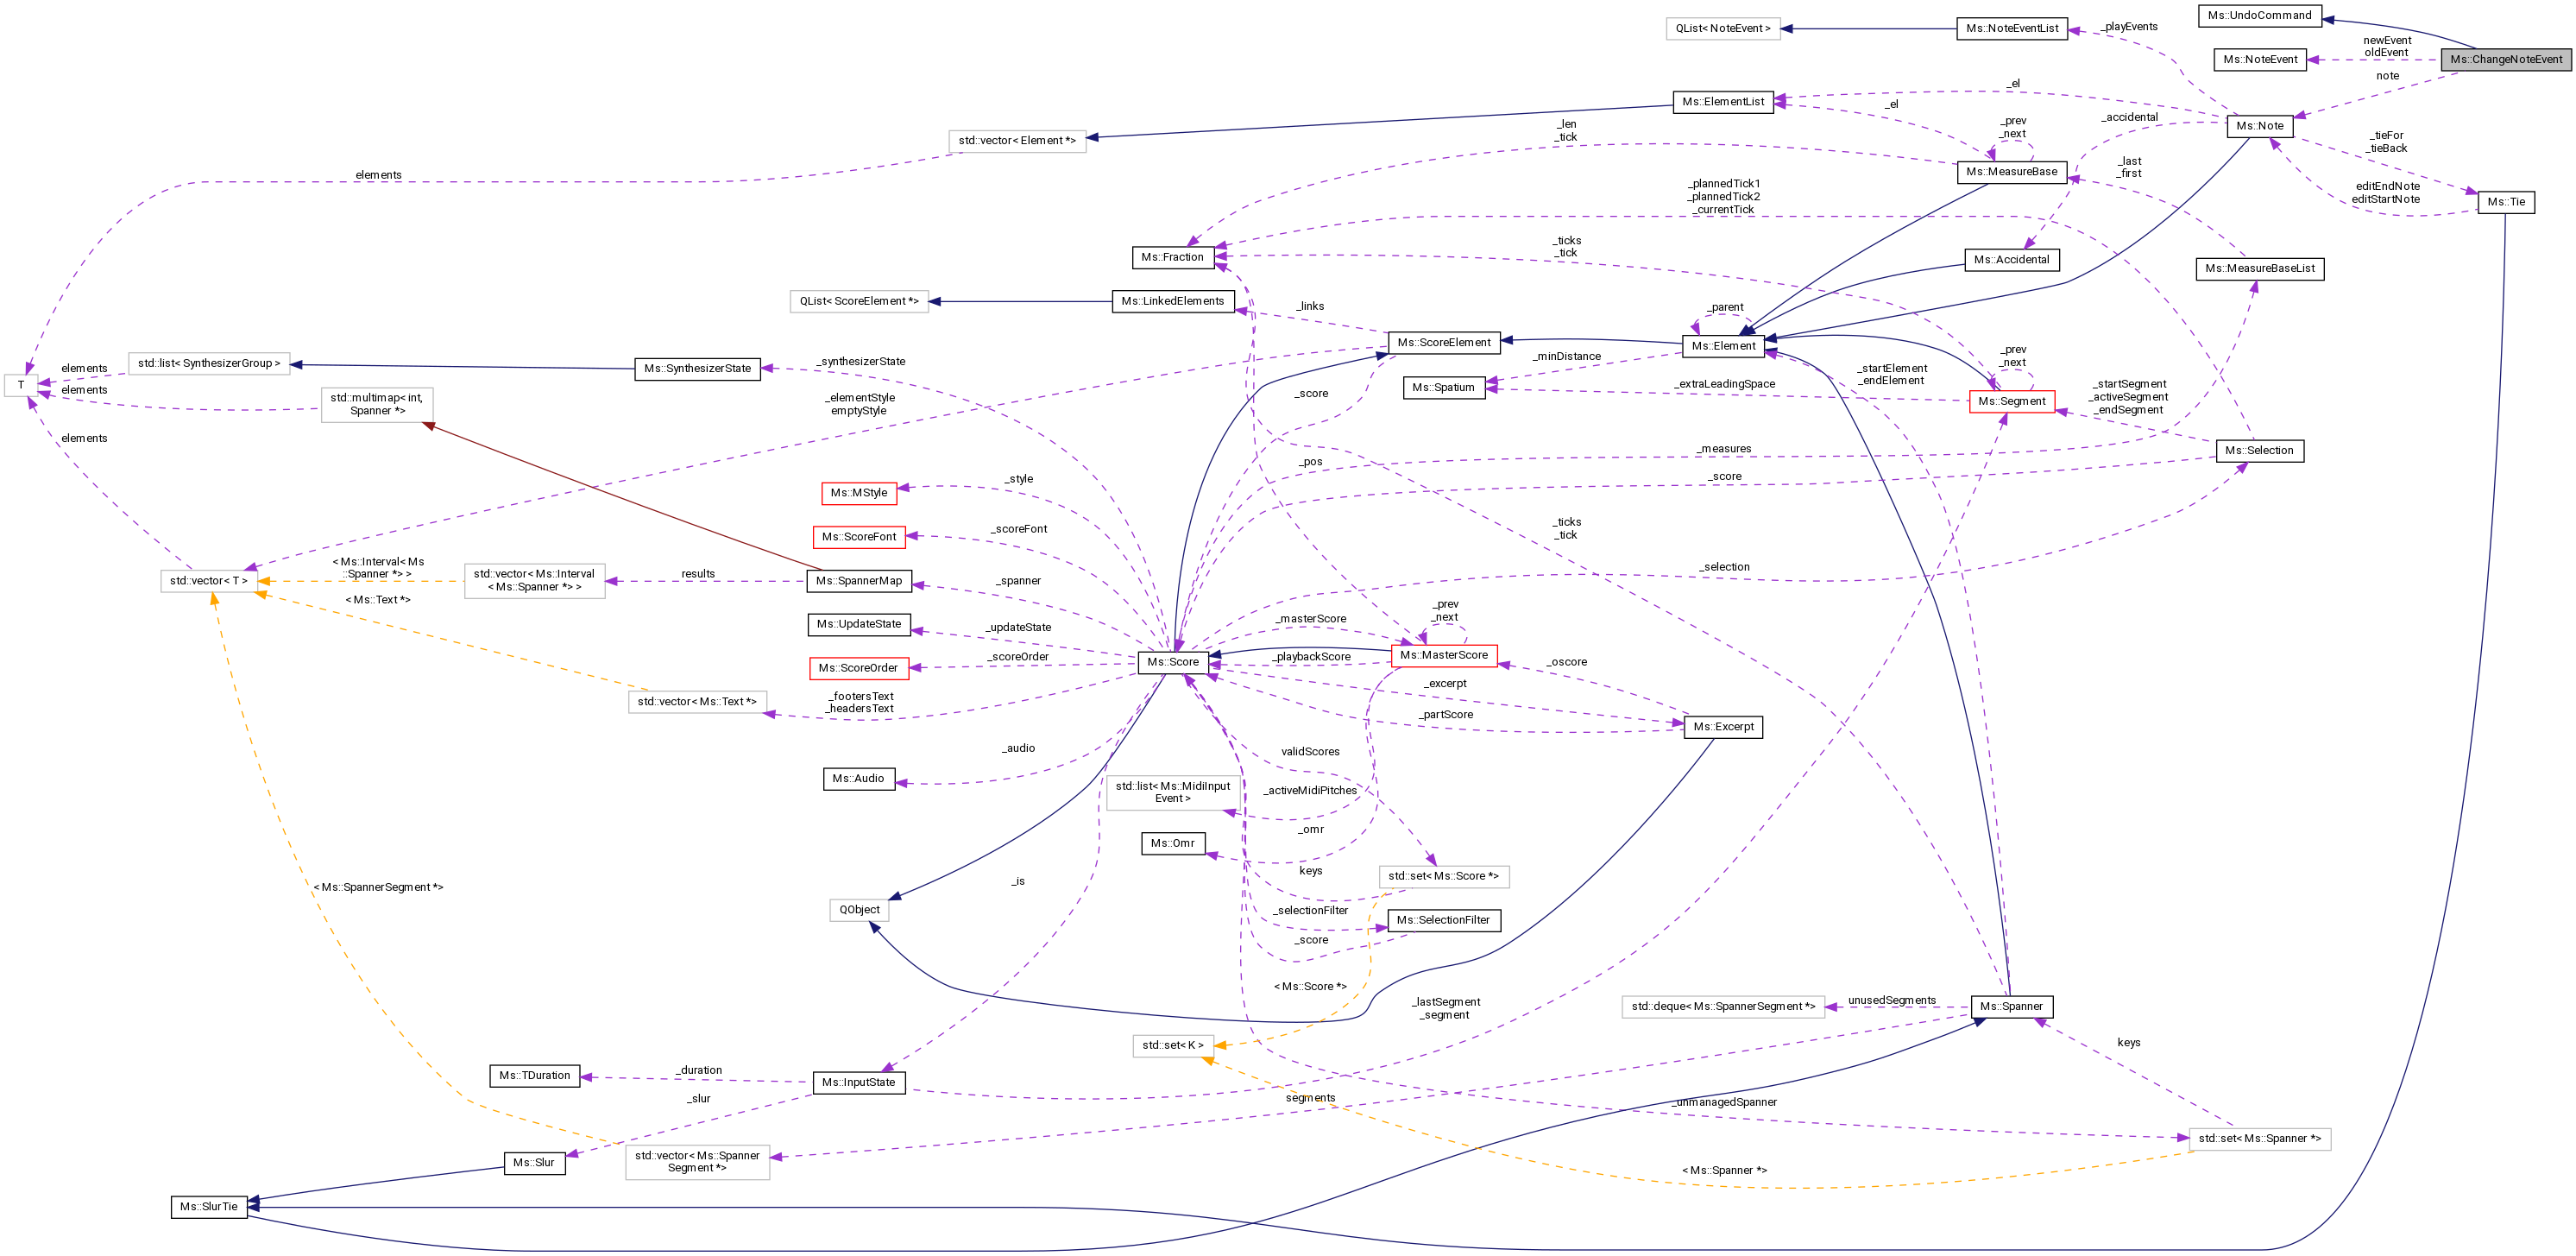 Ms::UndoCommand
QList< NoteEvent >
Ms::NoteEventList
_playEvents
newEvent
oldEvent
Ms::NoteEvent
Ms::ChangeNoteEvent
note
_el
Ms::ElementList
_el
_accidental
Ms::Note
_len
_tick
_prev
_next
std::vector< Element *>
_tieFor
_tieBack
elements
Ms::MeasureBase
_last
_first
_plannedTick1
_plannedTick2
_currentTick
editEndNote
editStartNote
Ms::Tie
_ticks
_tick
Ms::Fraction
Ms::Accidental
Ms::MeasureBaseList
QList< ScoreElement *>
Ms::LinkedElements
_links
_parent
Ms::ScoreElement
Ms::Element
std::list< SynthesizerGroup >
Ms::SynthesizerState
_synthesizerState
_minDistance
_prev
_next
elements
T
elements
std::multimap< int,
Spanner *>
_elementStyle
emptyStyle
_score
Ms::Spatium
_extraLeadingSpace
_startElement
_endElement
Ms::Segment
_startSegment
_activeSegment
_endSegment
elements
_pos
_measures
Ms::Selection
_style
Ms::MStyle
_score
_scoreFont
Ms::ScoreFont
_ticks
_tick
< Ms::Interval< Ms
::Spanner *> >
std::vector< T >
std::vector< Ms::Interval
< Ms::Spanner *> >
results
Ms::SpannerMap
_spanner
_selection
< Ms::Text *>
_prev
_next
Ms::UpdateState
_updateState
_masterScore
Ms::ScoreOrder
_scoreOrder
Ms::Score
_playbackScore
Ms::MasterScore
_oscore
_excerpt
std::vector< Ms::Text *>
_footersText
_headersText
_partScore
Ms::Excerpt
_audio
validScores
Ms::Audio
std::list< Ms::MidiInput
Event >
_activeMidiPitches
_omr
Ms::Omr
keys
std::set< Ms::Score *>
< Ms::SpannerSegment *>
_is
QObject
_selectionFilter
Ms::SelectionFilter
_score
< Ms::Score *>
_lastSegment
_segment
std::deque< Ms::SpannerSegment *>
unusedSegments
Ms::Spanner
std::set< K >
keys
Ms::TDuration
_duration
Ms::InputState
_slur
segments
_unmanagedSpanner
std::set< Ms::Spanner *>
Ms::Slur
std::vector< Ms::Spanner
Segment *>
< Ms::Spanner *>
Ms::SlurTie